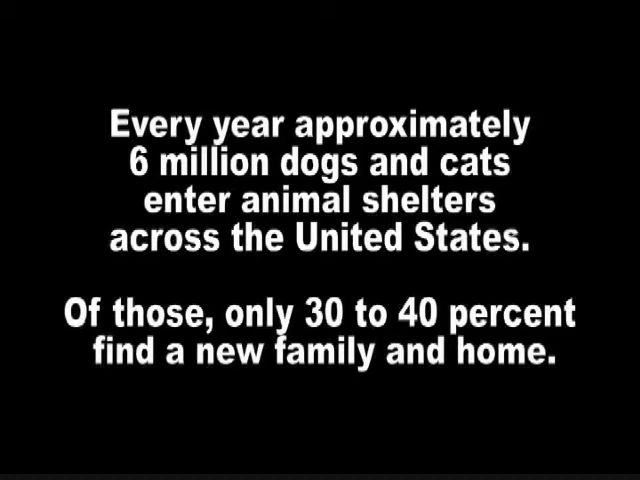 Every year approximately
6 million dogs and cats
enter animal shelters
across the United States.
Of those, only 30 to 40 percent
find a new family and home.